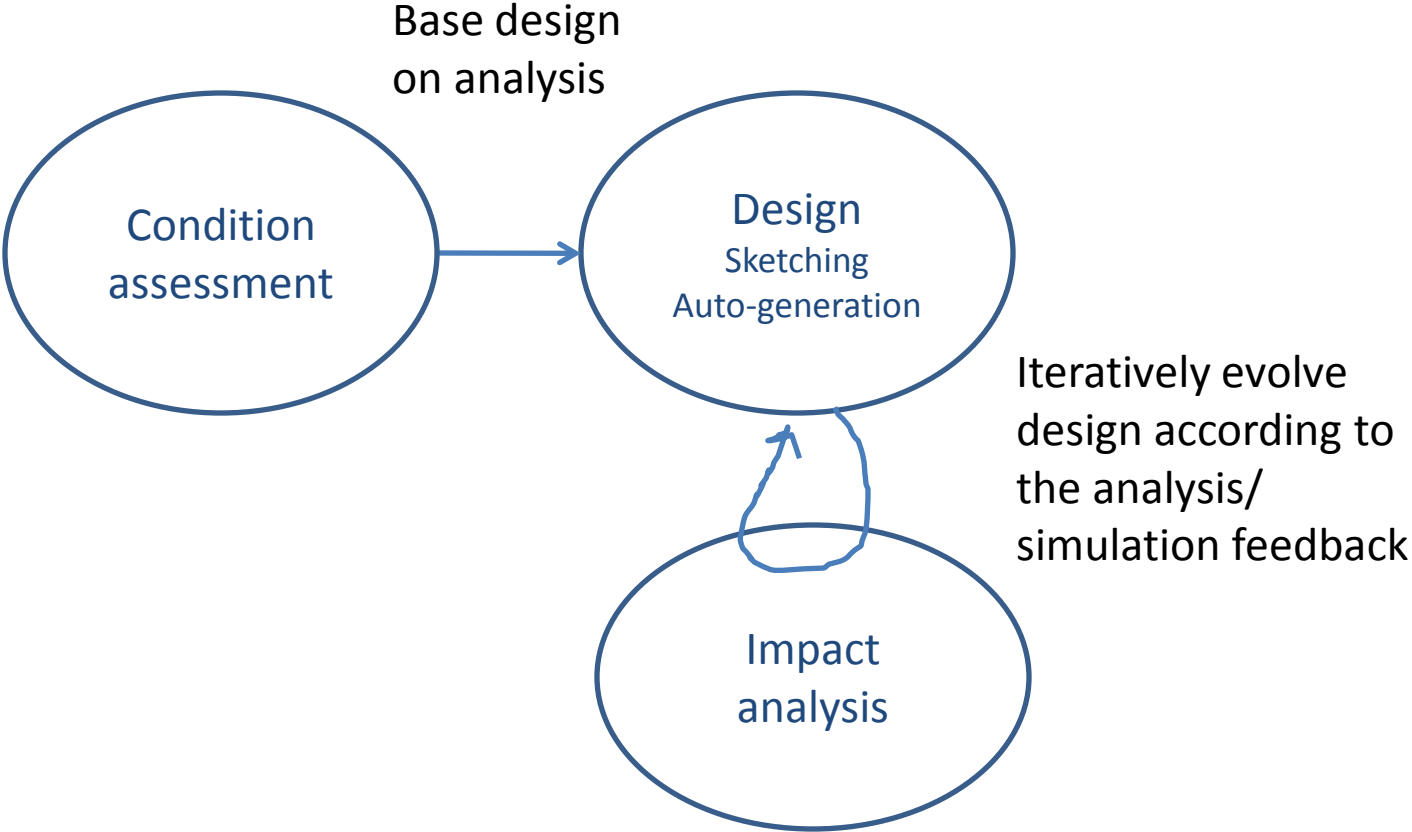 Base design
on analysis
Condition
assessment
Design
Sketching
Auto-generation
Iteratively evolve
design according to
the analysis/
simulation feedback
Impact
analysis